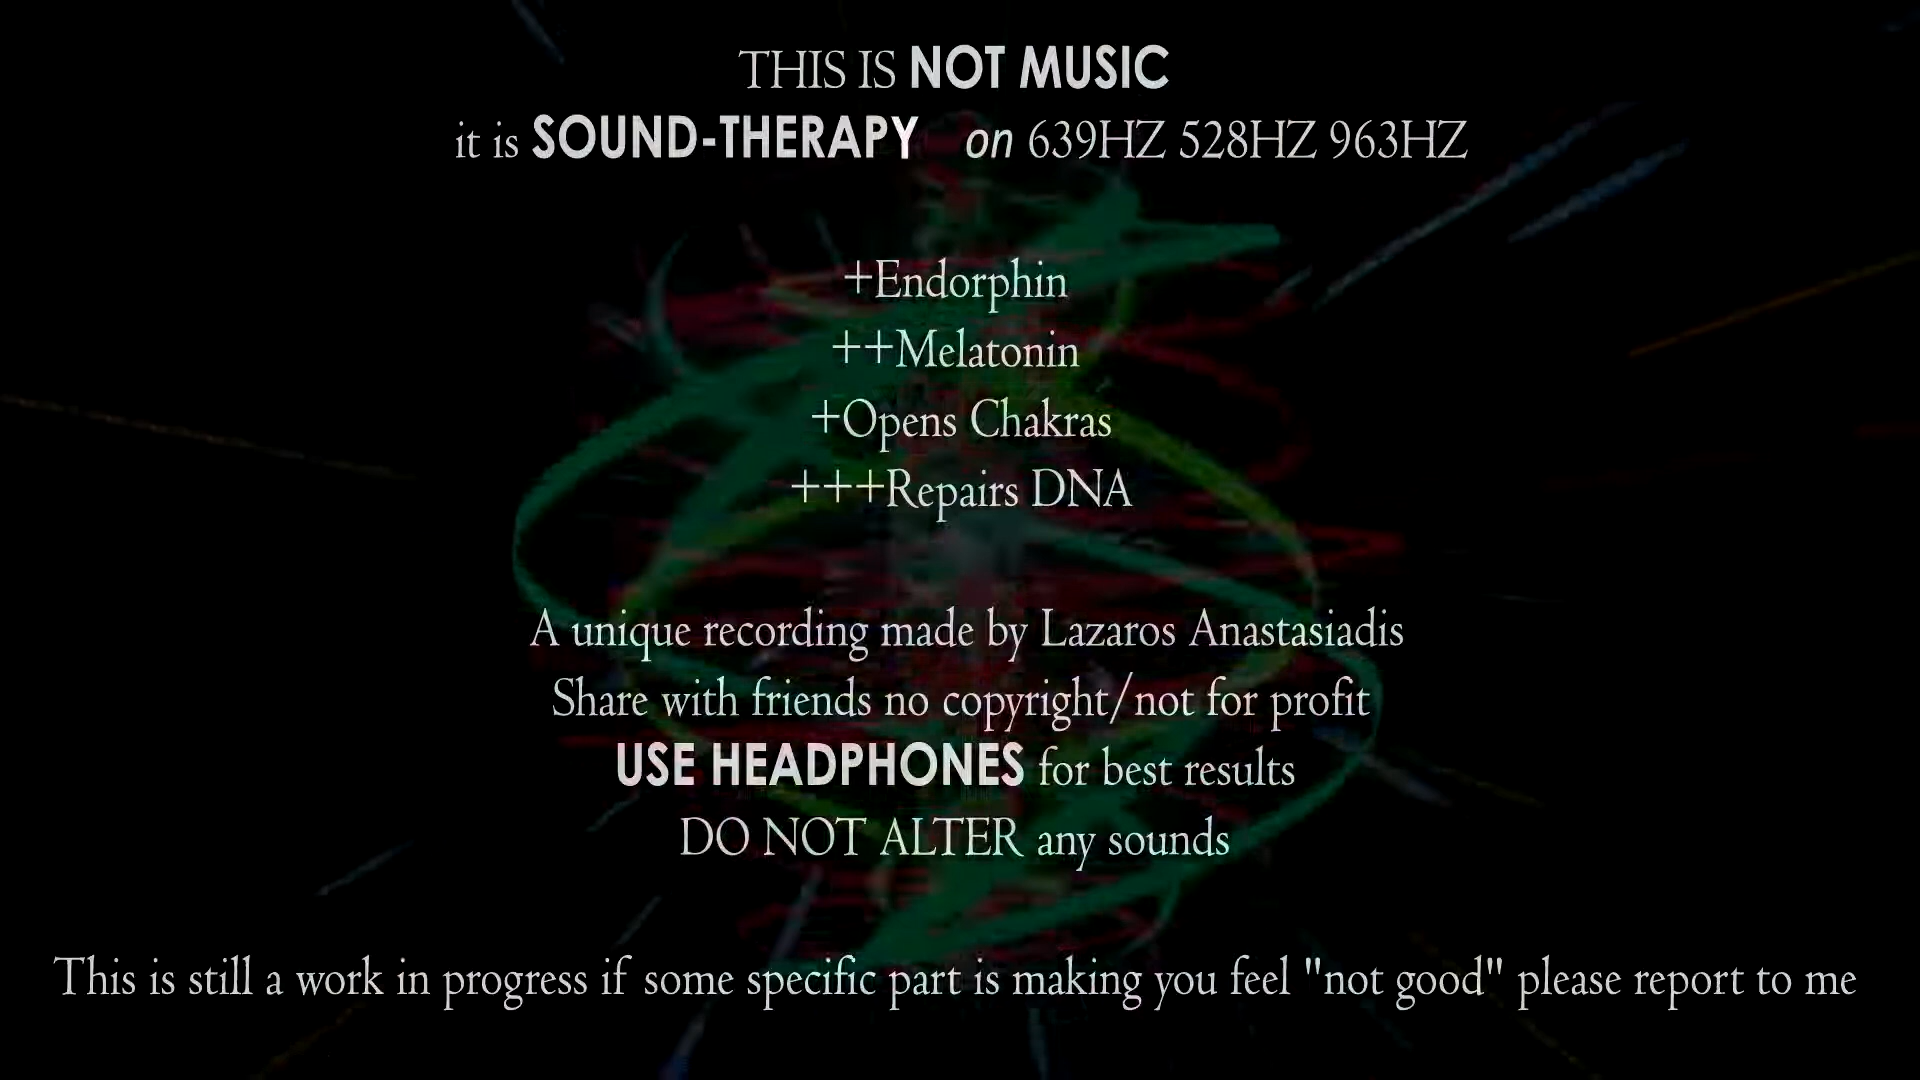 THIS IS NOT MUSIC
it is SOUND-THERAPY on 639HZ 528HZ 963HZ
+Endorphin
++Melatonin
+Opens Chakras
+++Repairs DNA
A unique recording made by Lazaros Anastasiadis
Share with friends no copyright/not for profit
USE HEADPHONES for best results
DO NOT ALTER any sounds
This is still a work in progress if some specific part is making you feel "not good" please report to me